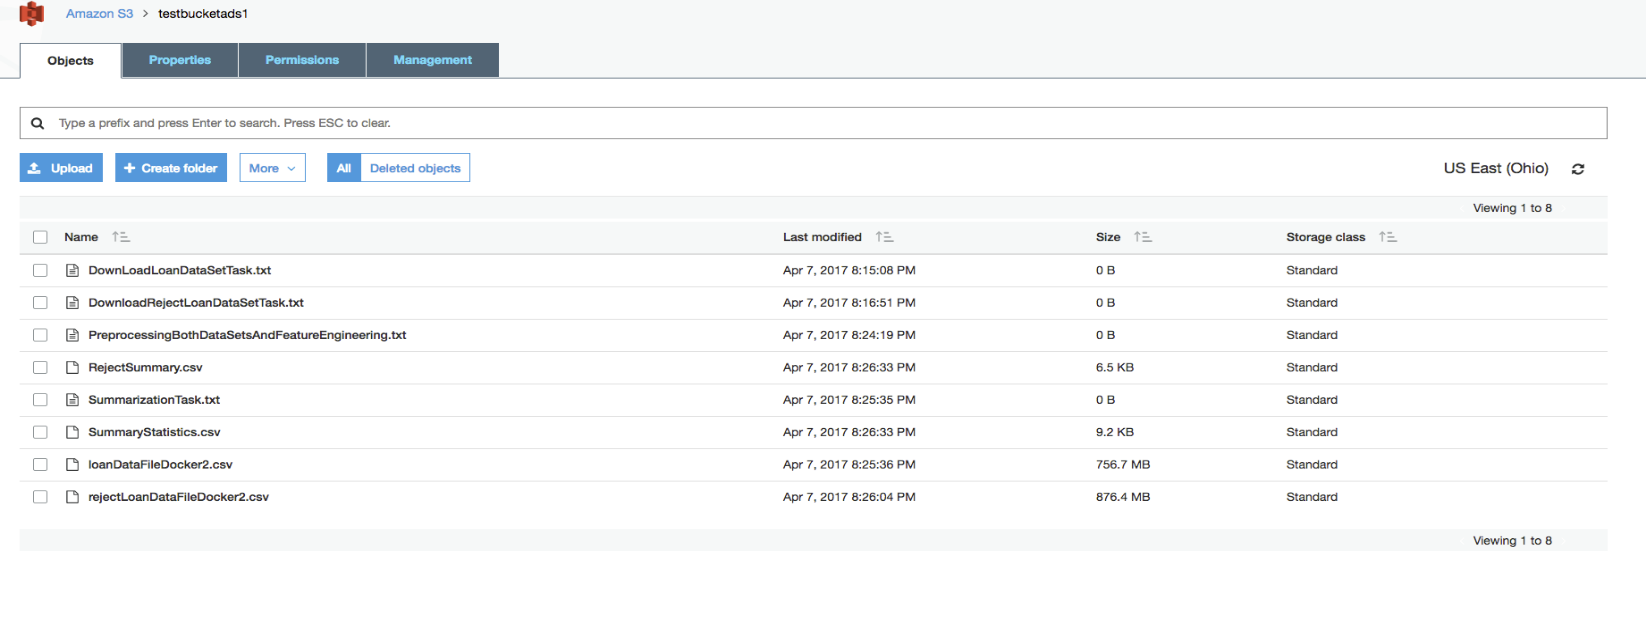 Amazon S3 > testbucketads1
Objects Properties Permissions Management
Type a prefix and press Enter to search. Press ESC to clear.
Upload + Create folder More All Deleted objects US East (Ohio)
Viewing 1 to 8
Name Last modified Size Storage class
DownLoadLoanDataSetTask.txt Apr 7, 2017 8:15:08 PM 0 B Standard
DownloadRejectLoanDataSetTask.txt Apr 7, 2017 8:16:51 PM 0 B Standard
PreprocessingBothDataSetsAndFeatureEngineering.txt Apr 7, 2017 8:24:19 PM 0 B Standard
RejectSummary.csv Apr 7, 2017 8:26:33 PM 6.5 KB Standard
SummarizationTask.txt Apr 7, 2017 8:25:35 PM 0 B Standard
SummaryStatistics.csv Apr 7, 2017 8:26:33 PM 9.2 KB Standard
loanDataFileDocker2.csv Apr 7, 2017 8:25:36 PM 756.7 MB Standard
rejectLoanDataFileDocker2.csv Apr 7, 2017 8:26:04 PM 876.4 MB Standard
Viewing 1 to 8